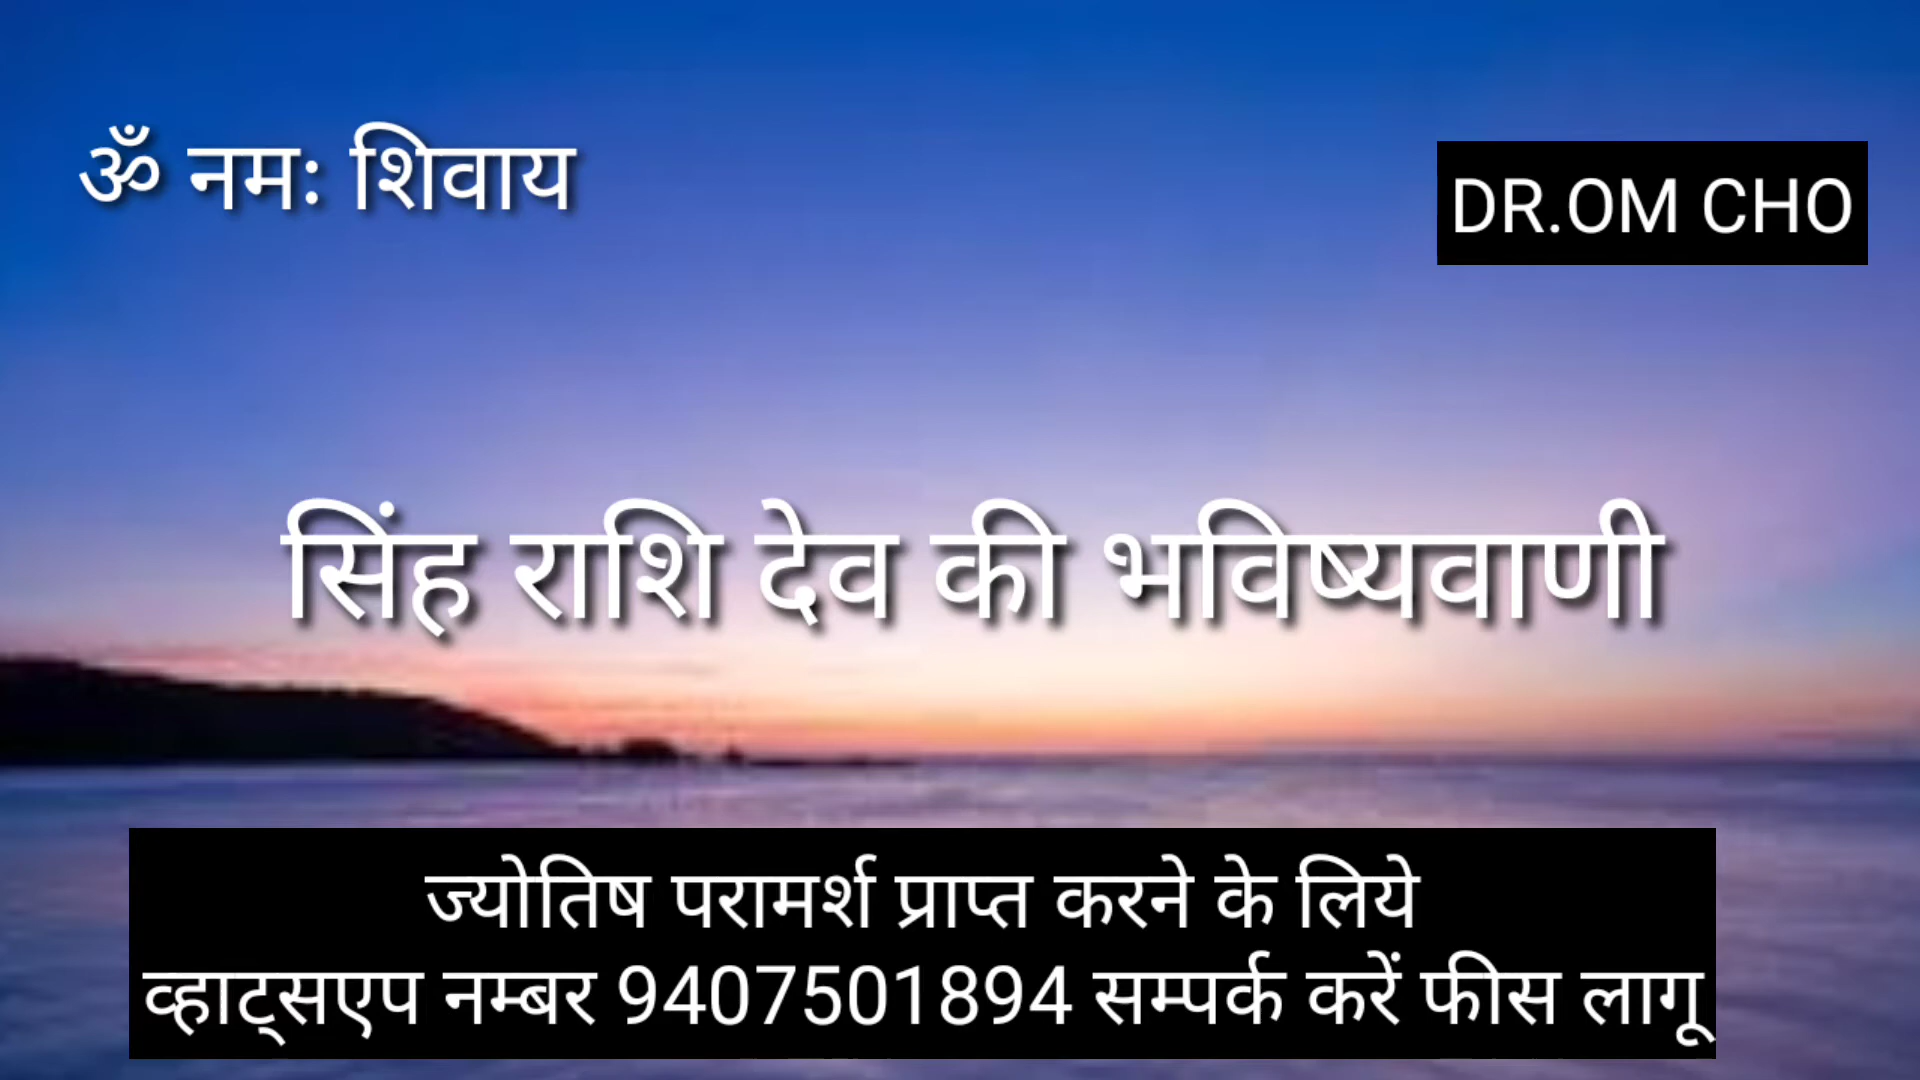 ॐ नमः शिवाय
DR.OM CHO
सिंह राशि देव की भविष्यवाणी
ज्योतिष परामर्श प्राप्त करने के लिये
व्हाट्सएप नम्बर 9407501894 सम्पर्क करें फीस लागू